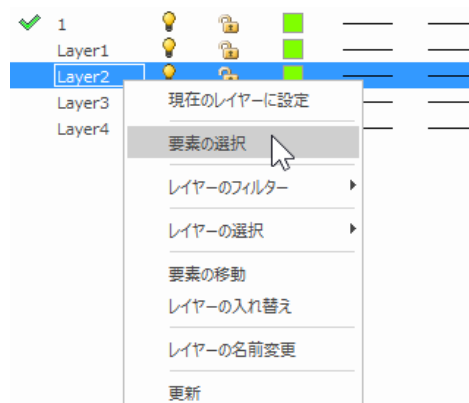 1
Layer1
Layer2
Layer3
Layer4
現在のレイヤーに設定
要素の選択
レイヤーのフィルター
レイヤーの選択
要素の移動
レイヤーの入れ替え
レイヤーの名前変更
更新